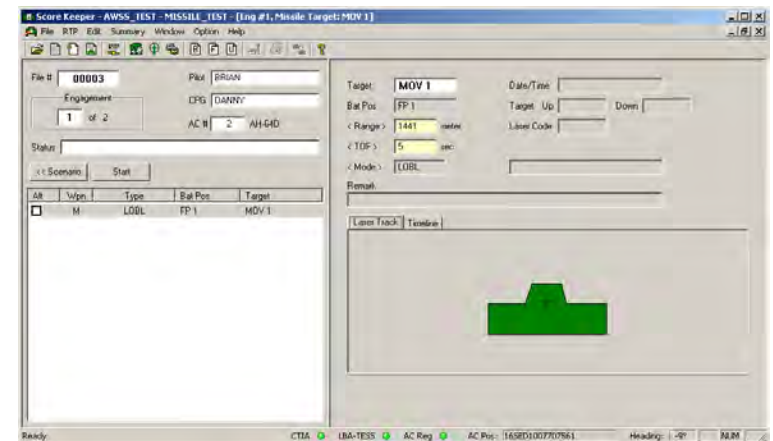 Score Keeper - AWSS_TEST - MISSILE_TEST - [Eng #1, Missile Target: MOV 1]
File RTP Edit Summary Window Option Help
File # 00003
Pilot BRIAN
Engagement
1 of 2
CPG DANNY
AC # 2 AH-64D
Status
<< Scenario Start
Alt Wpn Type Bat Pos Target
M LOBL FP 1 MOV 1
Target MOV 1 Date/Time
Bat Pos FP 1 Target Up Down
< Range > 1441 meter Laser Code
< TOF > 5 sec
< Mode > LOBL
Remark
Laser Track Timeline
Ready CTIA LBA-TESS AC Reg AC Pos: Heading: NUM